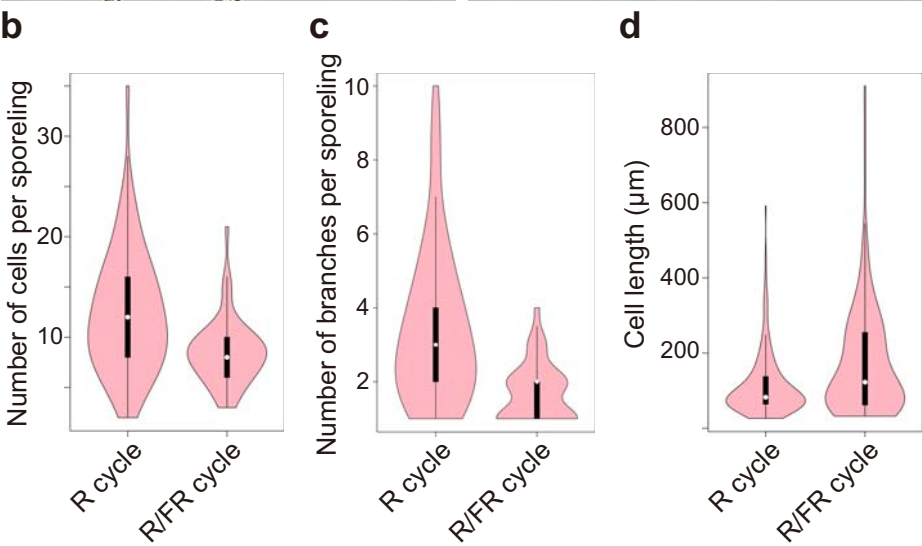 b
Number of cells per sporeling
30
20
10
R cycle
R/FR cycle
c
Number of branches per sporeling
10
8
6
4
2
R cycle
R/FR cycle
d
Cell length (μm)
800
600
400
200
R cycle
R/FR cycle